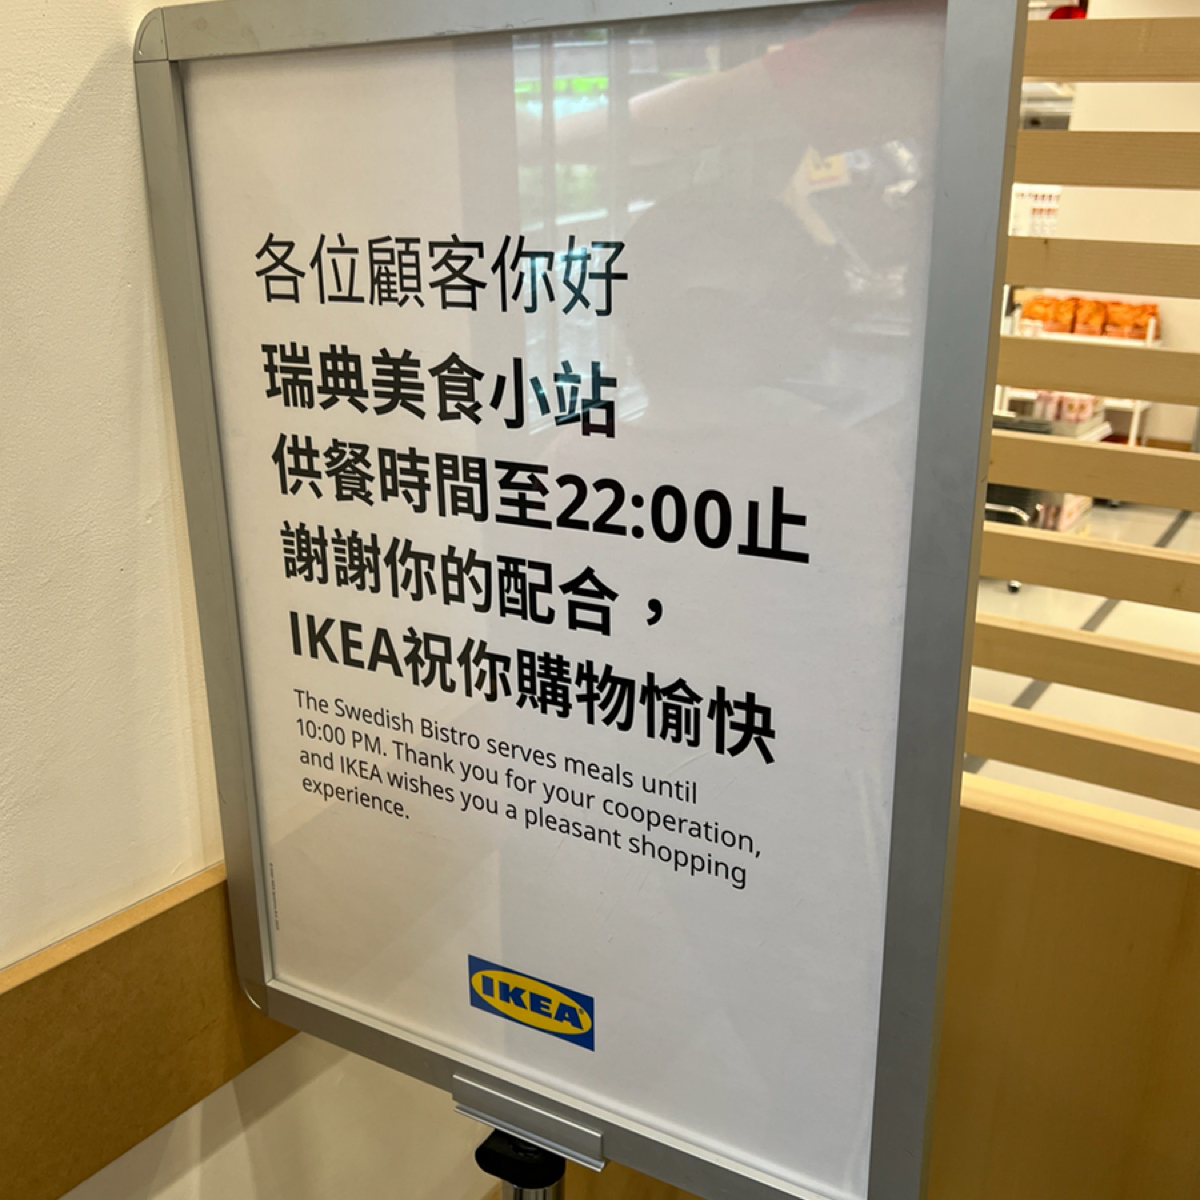 各位顧客你好
瑞典美食小站
供餐時間至22:00止
謝謝你的配合，
IKEA祝你購物愉快
The Swedish Bistro serves meals until
10:00 PM. Thank you for your cooperation,
and IKEA wishes you a pleasant shopping
experience.
IKEA